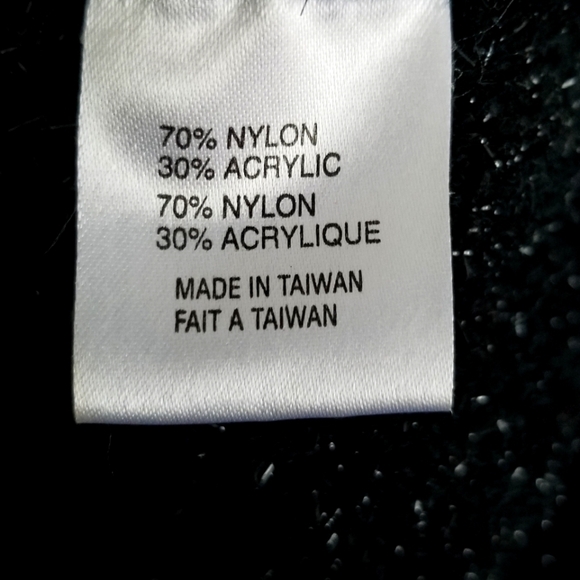 70% NYLON
30% ACRYLIC
70% NYLON
30% ACRYLIQUE
MADE IN TAIWAN
FAIT A TAIWAN